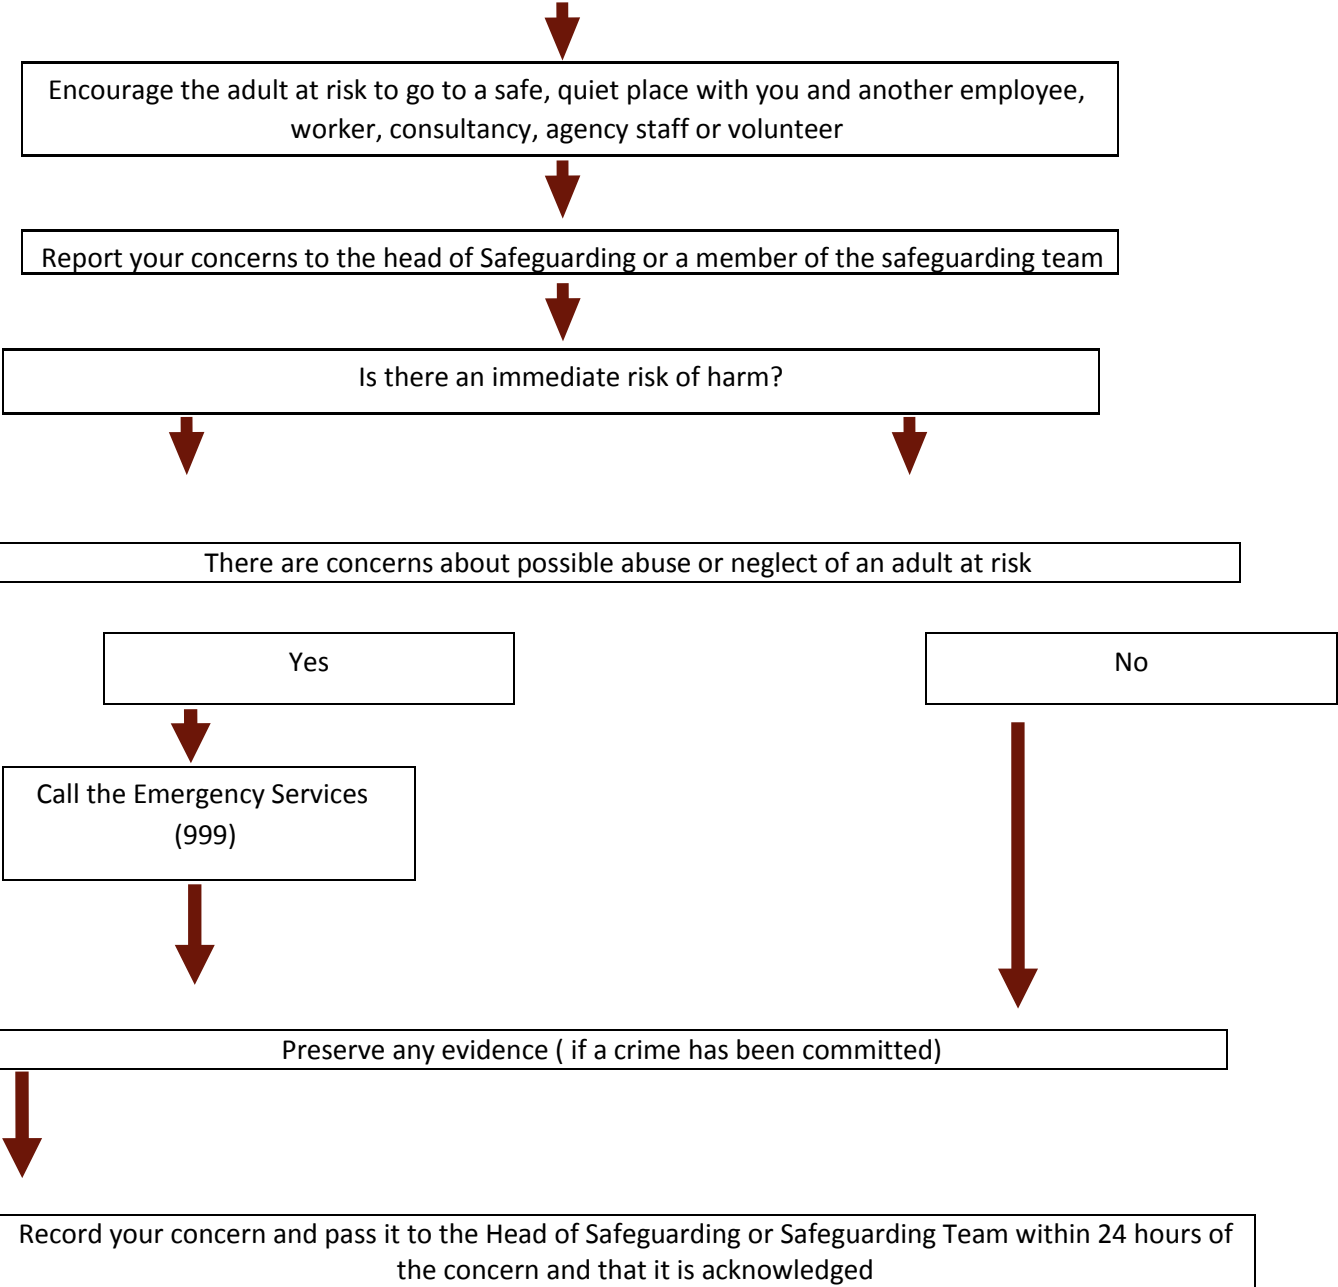 Encourage the adult at risk to go to a safe, quiet place with you and another employee,
worker, consultancy, agency staff or volunteer
Report your concerns to the head of Safeguarding or a member of the safeguarding team
Is there an immediate risk of harm?
There are concerns about possible abuse or neglect of an adult at risk
Yes
No
Call the Emergency Services
(999)
Preserve any evidence ( if a crime has been committed)
Record your concern and pass it to the Head of Safeguarding or Safeguarding Team within 24 hours of
the concern and that it is acknowledged